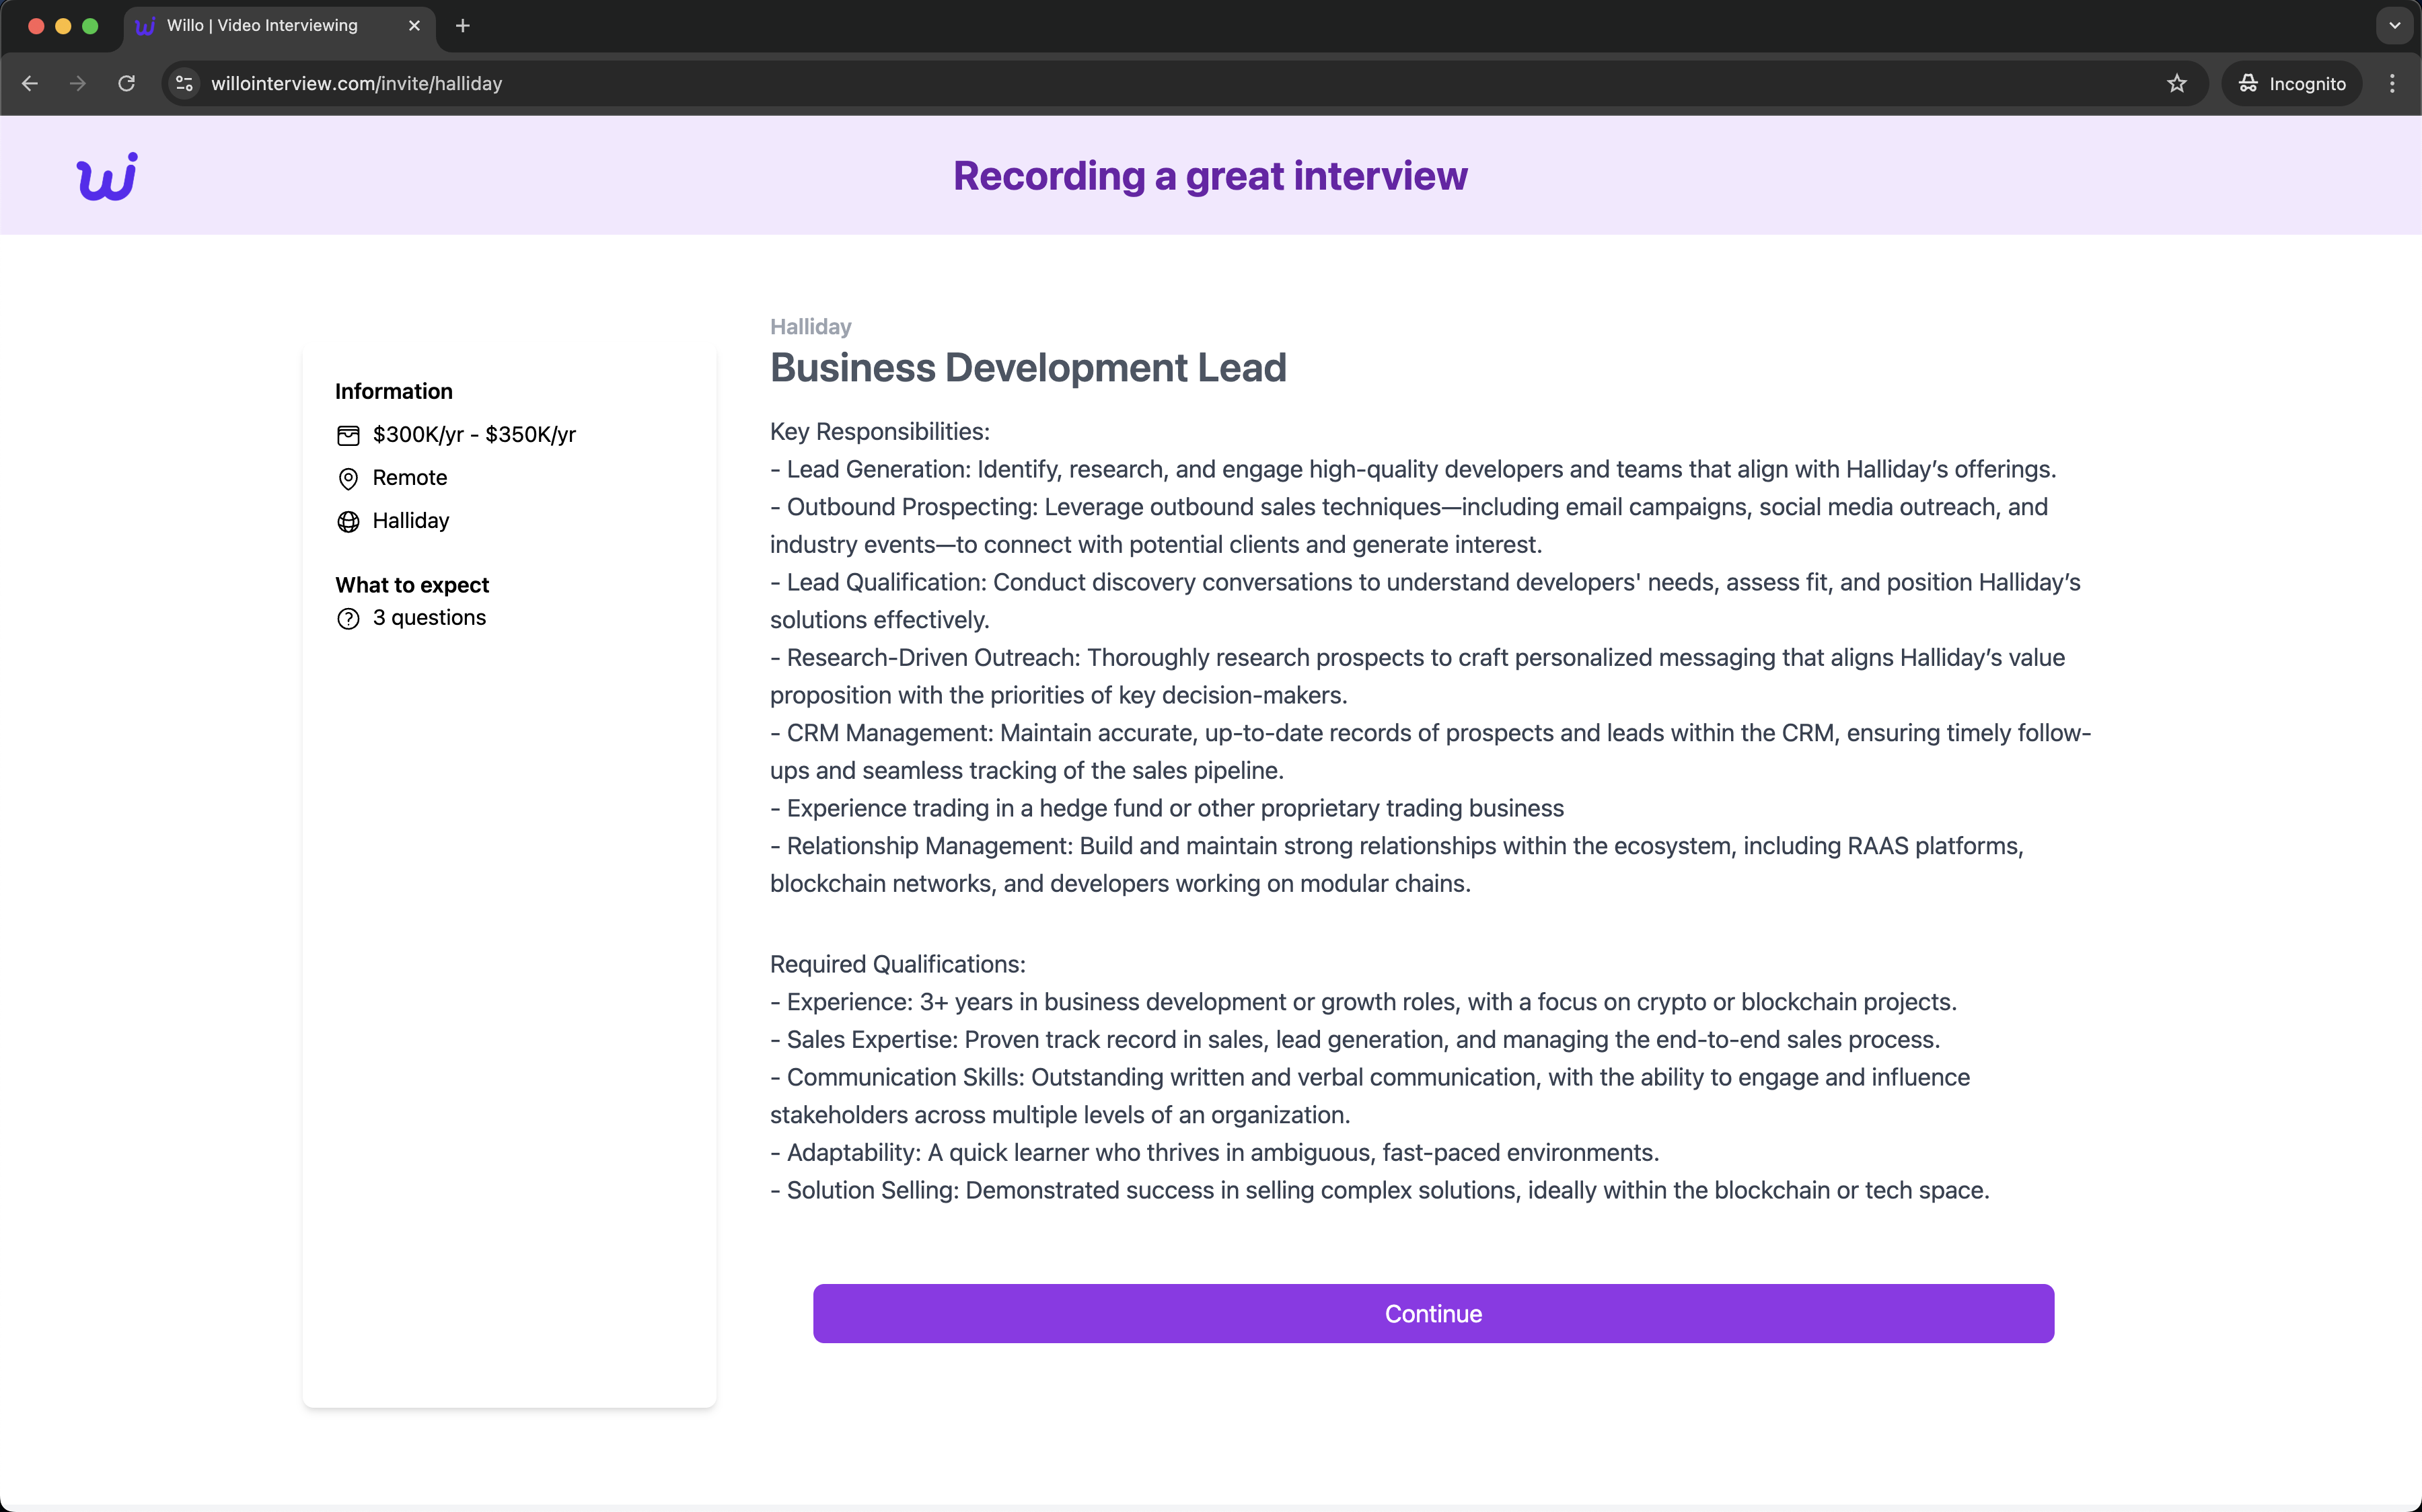 Willo | Video Interviewing
willointerview.com/invite/halliday
Incognito
wi
Recording a great interview
Information
$300K/yr - $350K/yr
Remote
Halliday
What to expect
3 questions
Halliday
Business Development Lead
Key Responsibilities:
- Lead Generation: Identify, research, and engage high-quality developers and teams that align with Halliday’s offerings.
- Outbound Prospecting: Leverage outbound sales techniques—including email campaigns, social media outreach, and
industry events—to connect with potential clients and generate interest.
- Lead Qualification: Conduct discovery conversations to understand developers' needs, assess fit, and position Halliday’s
solutions effectively.
- Research-Driven Outreach: Thoroughly research prospects to craft personalized messaging that aligns Halliday’s value
proposition with the priorities of key decision-makers.
- CRM Management: Maintain accurate, up-to-date records of prospects and leads within the CRM, ensuring timely follow-
ups and seamless tracking of the sales pipeline.
- Experience trading in a hedge fund or other proprietary trading business
- Relationship Management: Build and maintain strong relationships within the ecosystem, including RAAS platforms,
blockchain networks, and developers working on modular chains.
Required Qualifications:
- Experience: 3+ years in business development or growth roles, with a focus on crypto or blockchain projects.
- Sales Expertise: Proven track record in sales, lead generation, and managing the end-to-end sales process.
- Communication Skills: Outstanding written and verbal communication, with the ability to engage and influence
stakeholders across multiple levels of an organization.
- Adaptability: A quick learner who thrives in ambiguous, fast-paced environments.
- Solution Selling: Demonstrated success in selling complex solutions, ideally within the blockchain or tech space.
Continue